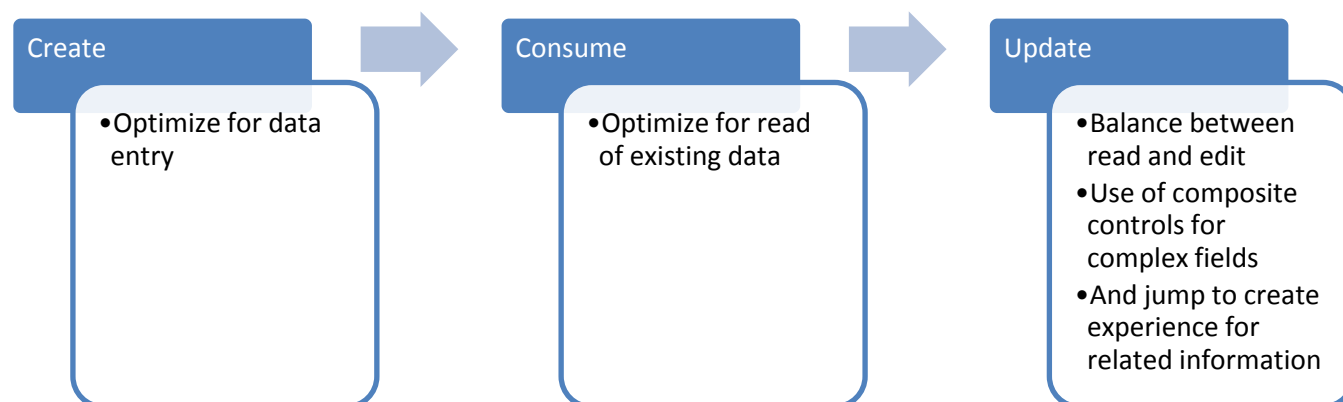 Create
•Optimize for data
entry
Consume
•Optimize for read
of existing data
Update
•Balance between
read and edit
•Use of composite
controls for
complex fields
•And jump to create
experience for
related information